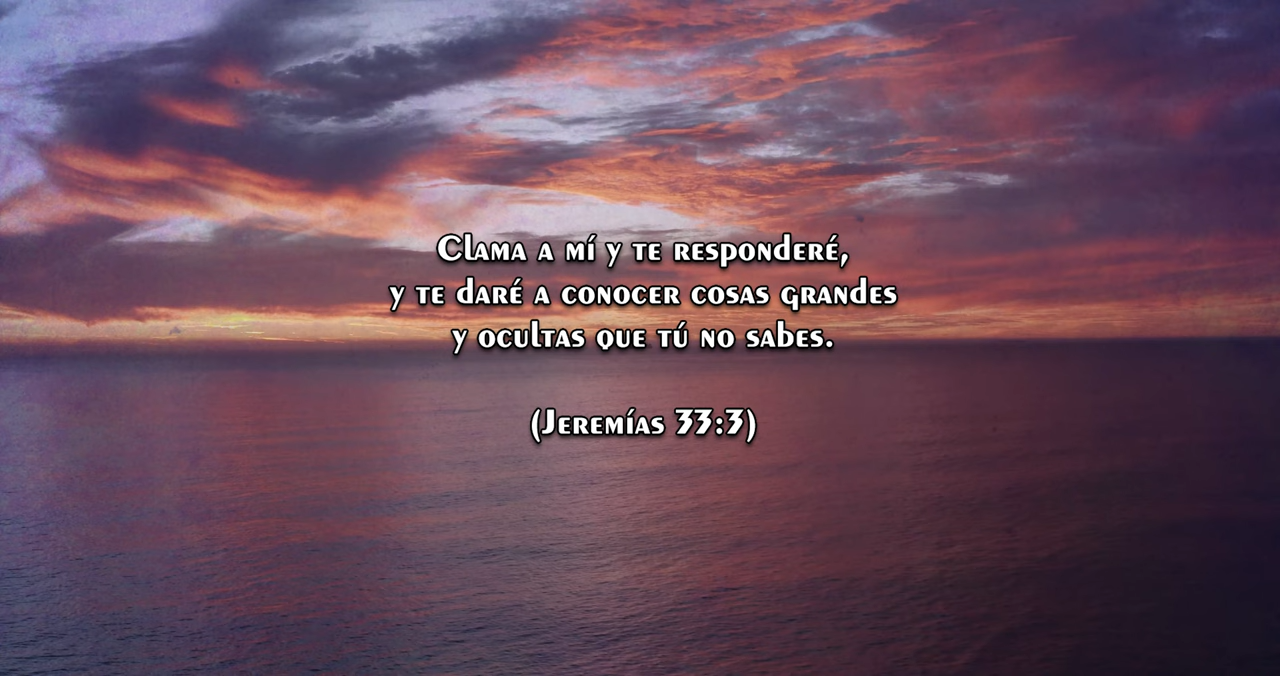 Clama a mí y te responderé,
y te daré a conocer cosas grandes
y ocultas que tú no sabes.
(Jeremías 33:3)